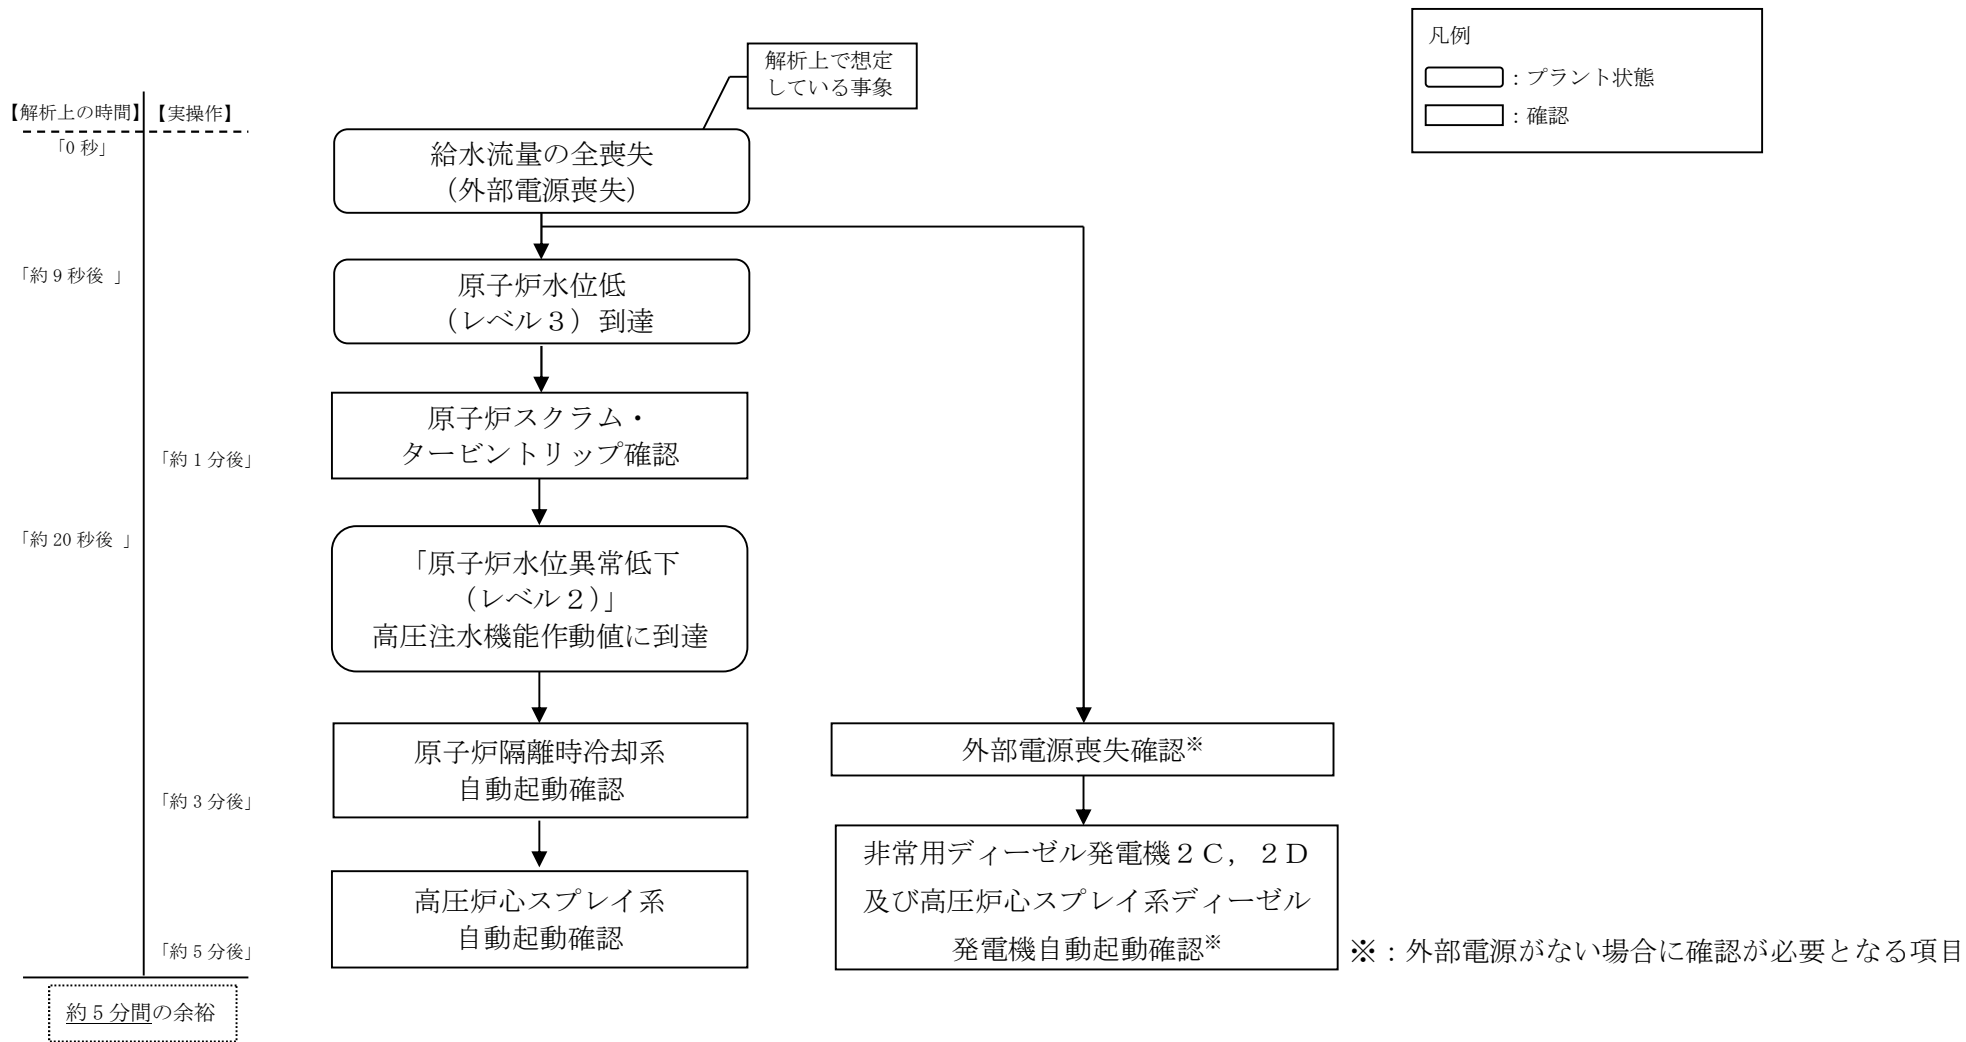 解析上で想定
している事象
凡例
：プラント状態
：確認
【解析上の時間】
【実操作】
「0 秒」
給水流量の全喪失
（外部電源喪失）
「約 9 秒後 」
原子炉水位低
（レベル３）到達
原子炉スクラム・
タービントリップ確認
「約 1 分後」
「約 20 秒後 」
「原子炉水位異常低下
（レベル２）」
高圧注水機能作動値に到達
原子炉隔離時冷却系
自動起動確認
外部電源喪失確認※
「約 3 分後」
非常用ディーゼル発電機２Ｃ，２Ｄ
及び高圧炉心スプレイ系ディーゼル
発電機自動起動確認※
高圧炉心スプレイ系
自動起動確認
「約 5 分後」
※：外部電源がない場合に確認が必要となる項目
約 5 分間の余裕